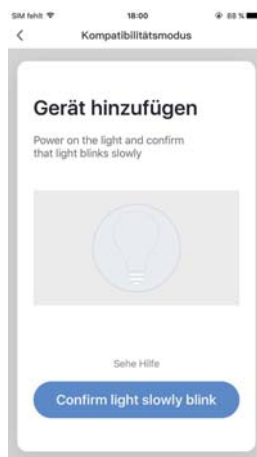 SIM fehlt 18:00 88 %
Kompatibilitätsmodus
Gerät hinzufügen
Power on the light and confirm
that light blinks slowly
Sehe Hilfe
Confirm light slowly blink